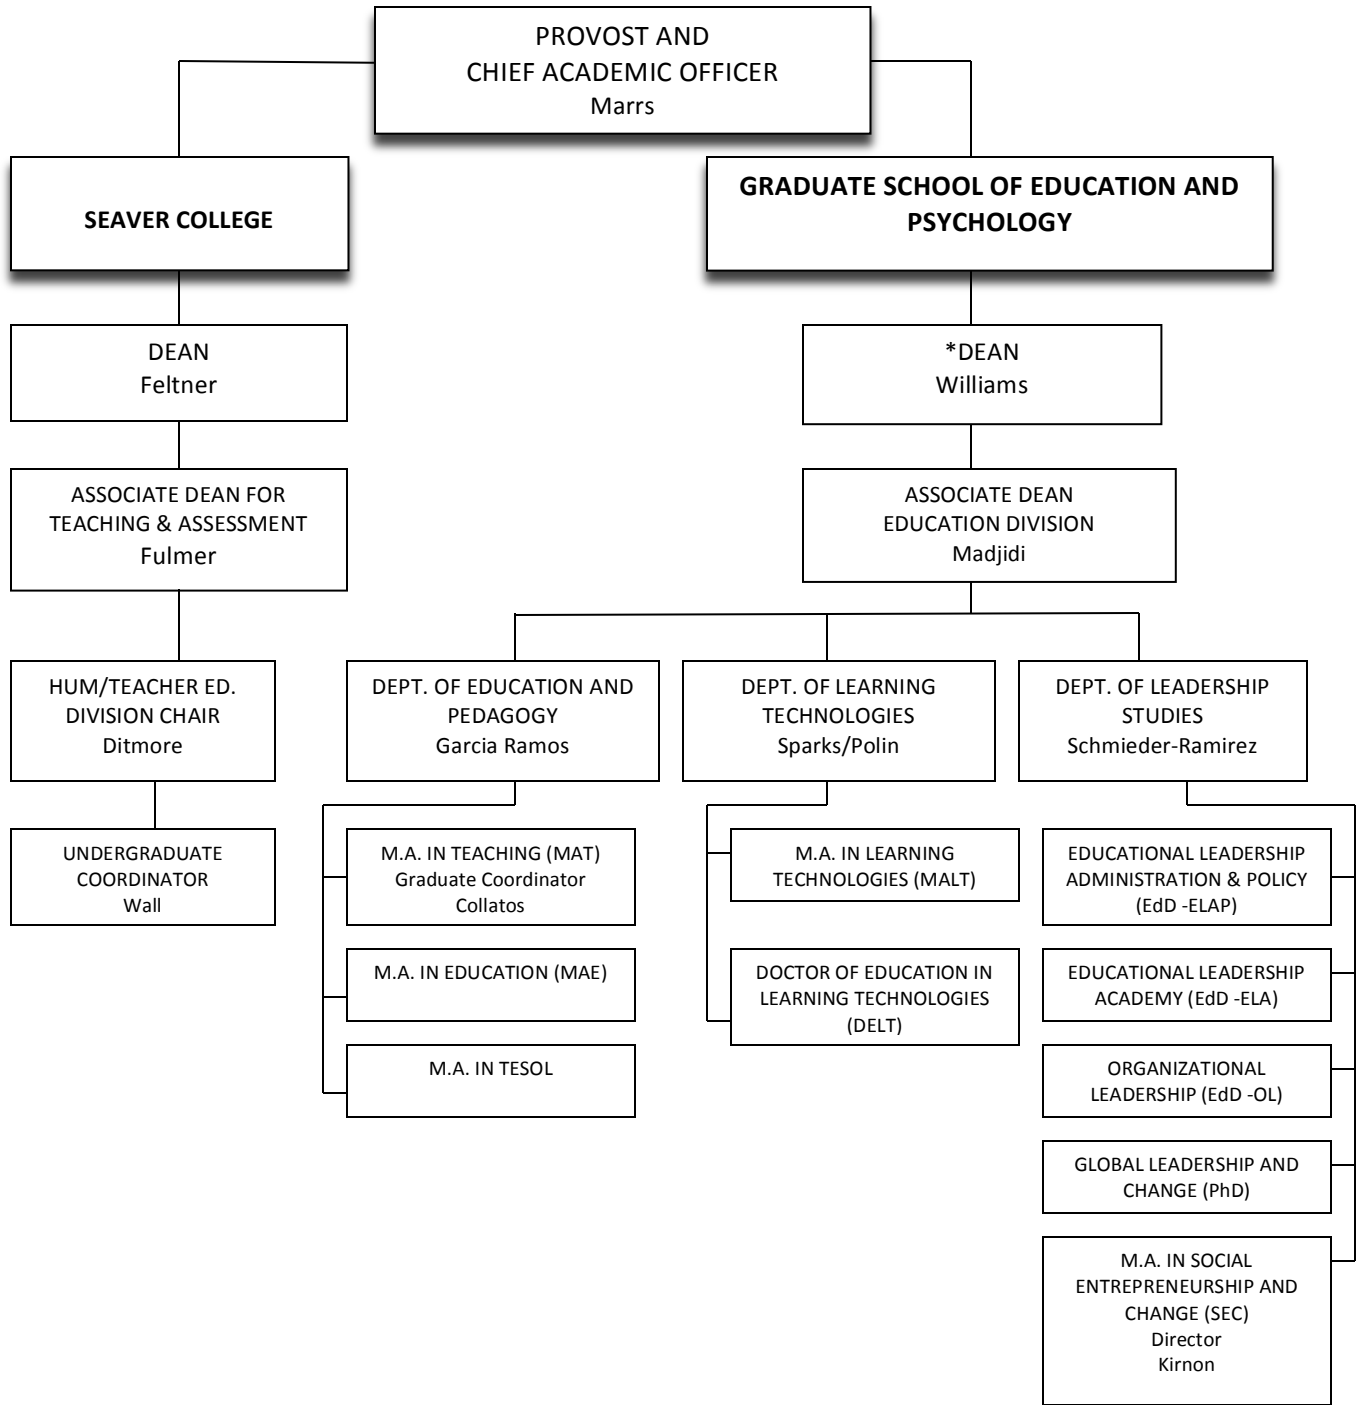 PROVOST AND
CHIEF ACADEMIC OFFICER
Marrs
SEAVER COLLEGE
GRADUATE SCHOOL OF EDUCATION AND
PSYCHOLOGY
DEAN
Feltner
*DEAN
Williams
ASSOCIATE DEAN FOR
TEACHING & ASSESSMENT
Fulmer
ASSOCIATE DEAN
EDUCATION DIVISION
Madjidi
HUM/TEACHER ED.
DIVISION CHAIR
Ditmore
DEPT. OF EDUCATION AND
PEDAGOGY
Garcia Ramos
DEPT. OF LEARNING
TECHNOLOGIES
Sparks/Polin
DEPT. OF LEADERSHIP
STUDIES
Schmieder-Ramirez
UNDERGRADUATE
COORDINATOR
Wall
M.A. IN TEACHING (MAT)
Graduate Coordinator
Collatos
M.A. IN EDUCATION (MAE)
M.A. IN TESOL
M.A. IN LEARNING
TECHNOLOGIES (MALT)
DOCTOR OF EDUCATION IN
LEARNING TECHNOLOGIES
(DELT)
EDUCATIONAL LEADERSHIP
ADMINISTRATION & POLICY
(EdD -ELAP)
EDUCATIONAL LEADERSHIP
ACADEMY (EdD -ELA)
ORGANIZATIONAL
LEADERSHIP (EdD -OL)
GLOBAL LEADERSHIP AND
CHANGE (PhD)
M.A. IN SOCIAL
ENTREPRENEURSHIP AND
CHANGE (SEC)
Director
Kirnon